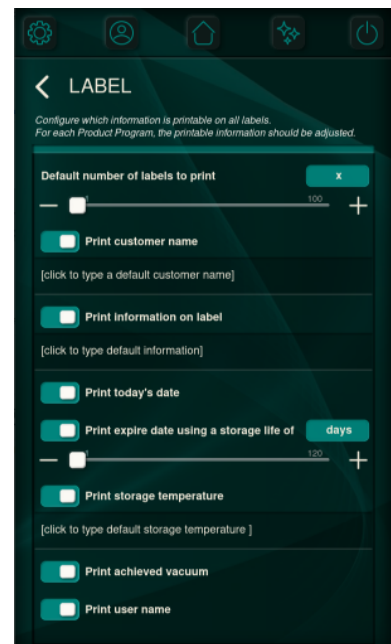 LABEL
Configure which information is printable on all labels.
For each Product Program, the printable information should be adjusted.
Default number of labels to print
x
1
100
Print customer name
[click to type a default customer name]
Print information on label
[click to type default information]
Print today's date
Print expire date using a storage life of
days
1
120
Print storage temperature
[click to type default storage temperature ]
Print achieved vacuum
Print user name